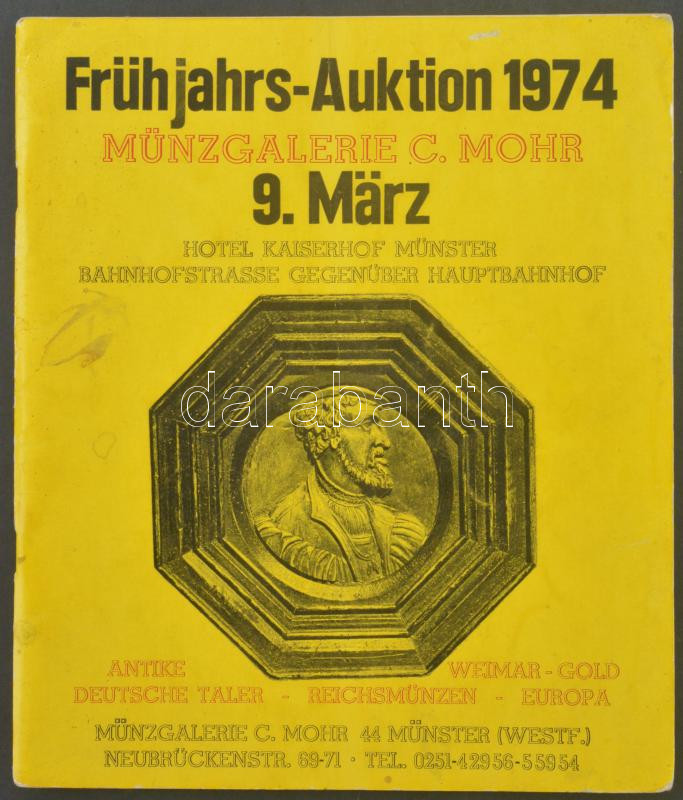 Frühjahrs-Auktion 1974
MÜNZGALERIE C. MOHR
9. März
HOTEL KAISERHOF MÜNSTER
BAHNHOFSTRASSE GEGENÜBER HAUPTBAHNHOF
darabanth
ANTIKE WEIMAR-GOLD
DEUTSCHE TALER - REICHSMÜNZEN - EUROPA
MÜNZGALERIE C. MOHR 44 MÜNSTER (WESTF.)
NEUBRÜCKENSTR. 69-71 · TEL. 0251-42956-55954